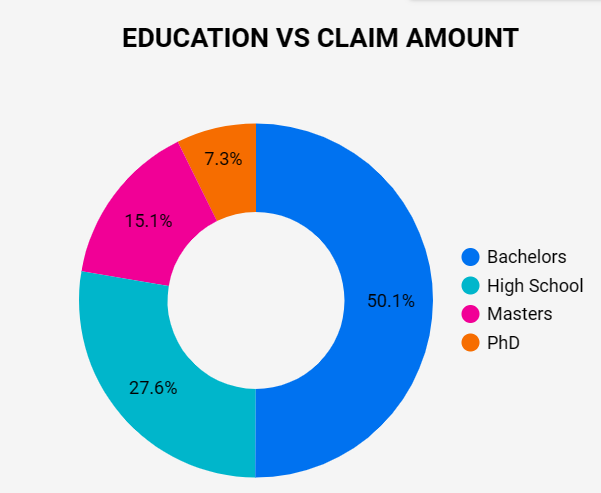 EDUCATION VS CLAIM AMOUNT
7.3%
15.1%
50.1%
27.6%
Bachelors
High School
Masters
PhD